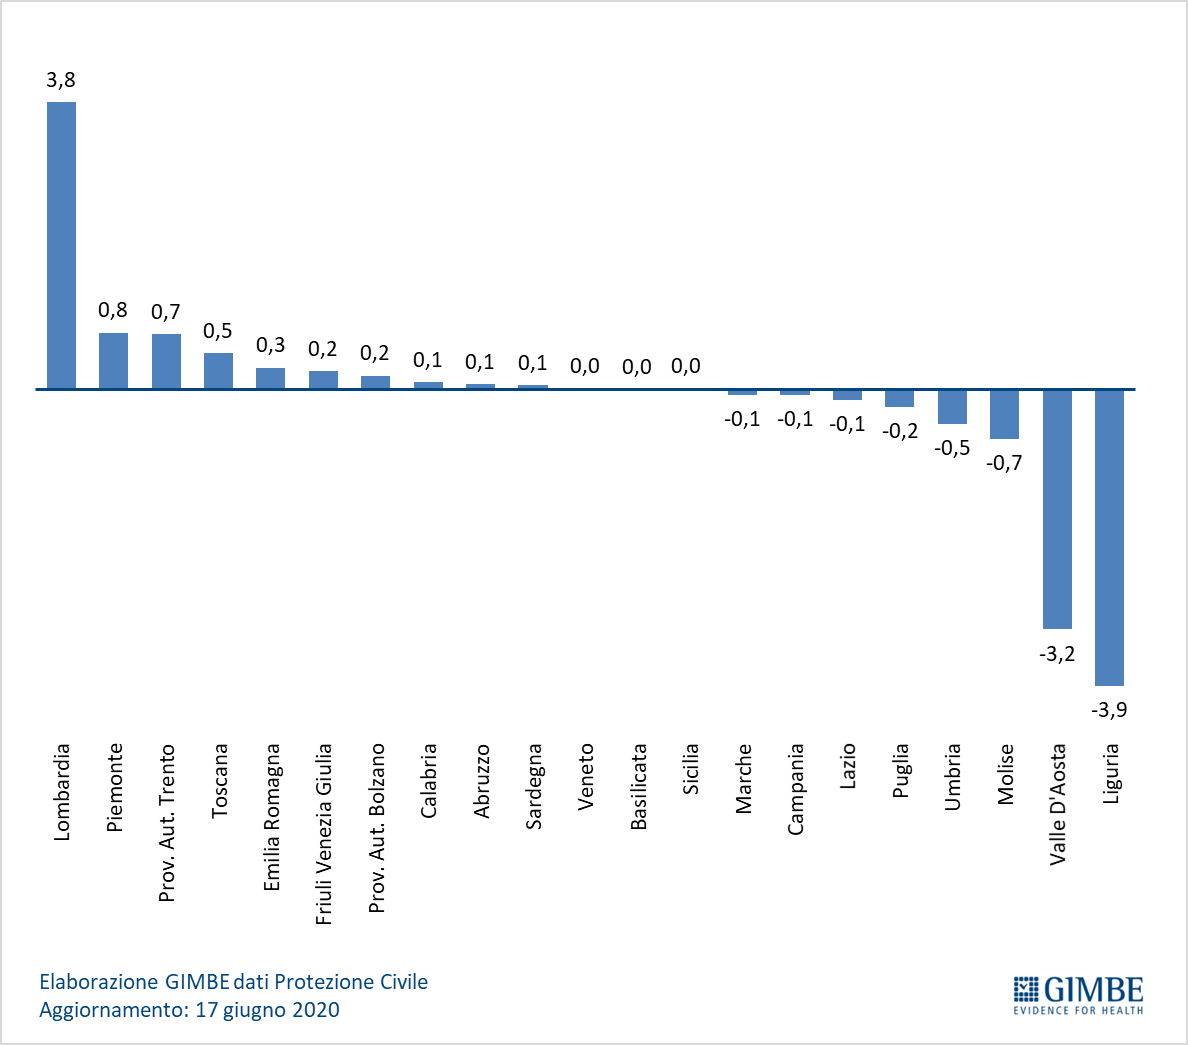 3,8
0,8
0,7
0,5
0,3
0,2
0,2
0,1
0,1
0,1
0,0
0,0
0,0
-0,1
-0,1
-0,1
-0,2
-0,5
-0,7
-3,2
-3,9
Lombardia
Piemonte
Prov. Aut. Trento
Toscana
Emilia Romagna
Friuli Venezia Giulia
Prov. Aut. Bolzano
Calabria
Abruzzo
Sardegna
Veneto
Basilicata
Sicilia
Marche
Campania
Lazio
Puglia
Umbria
Molise
Valle D'Aosta
Liguria
Elaborazione GIMBE dati Protezione Civile
Aggiornamento: 17 giugno 2020
GIMBE
EVIDENCE FOR HEALTH